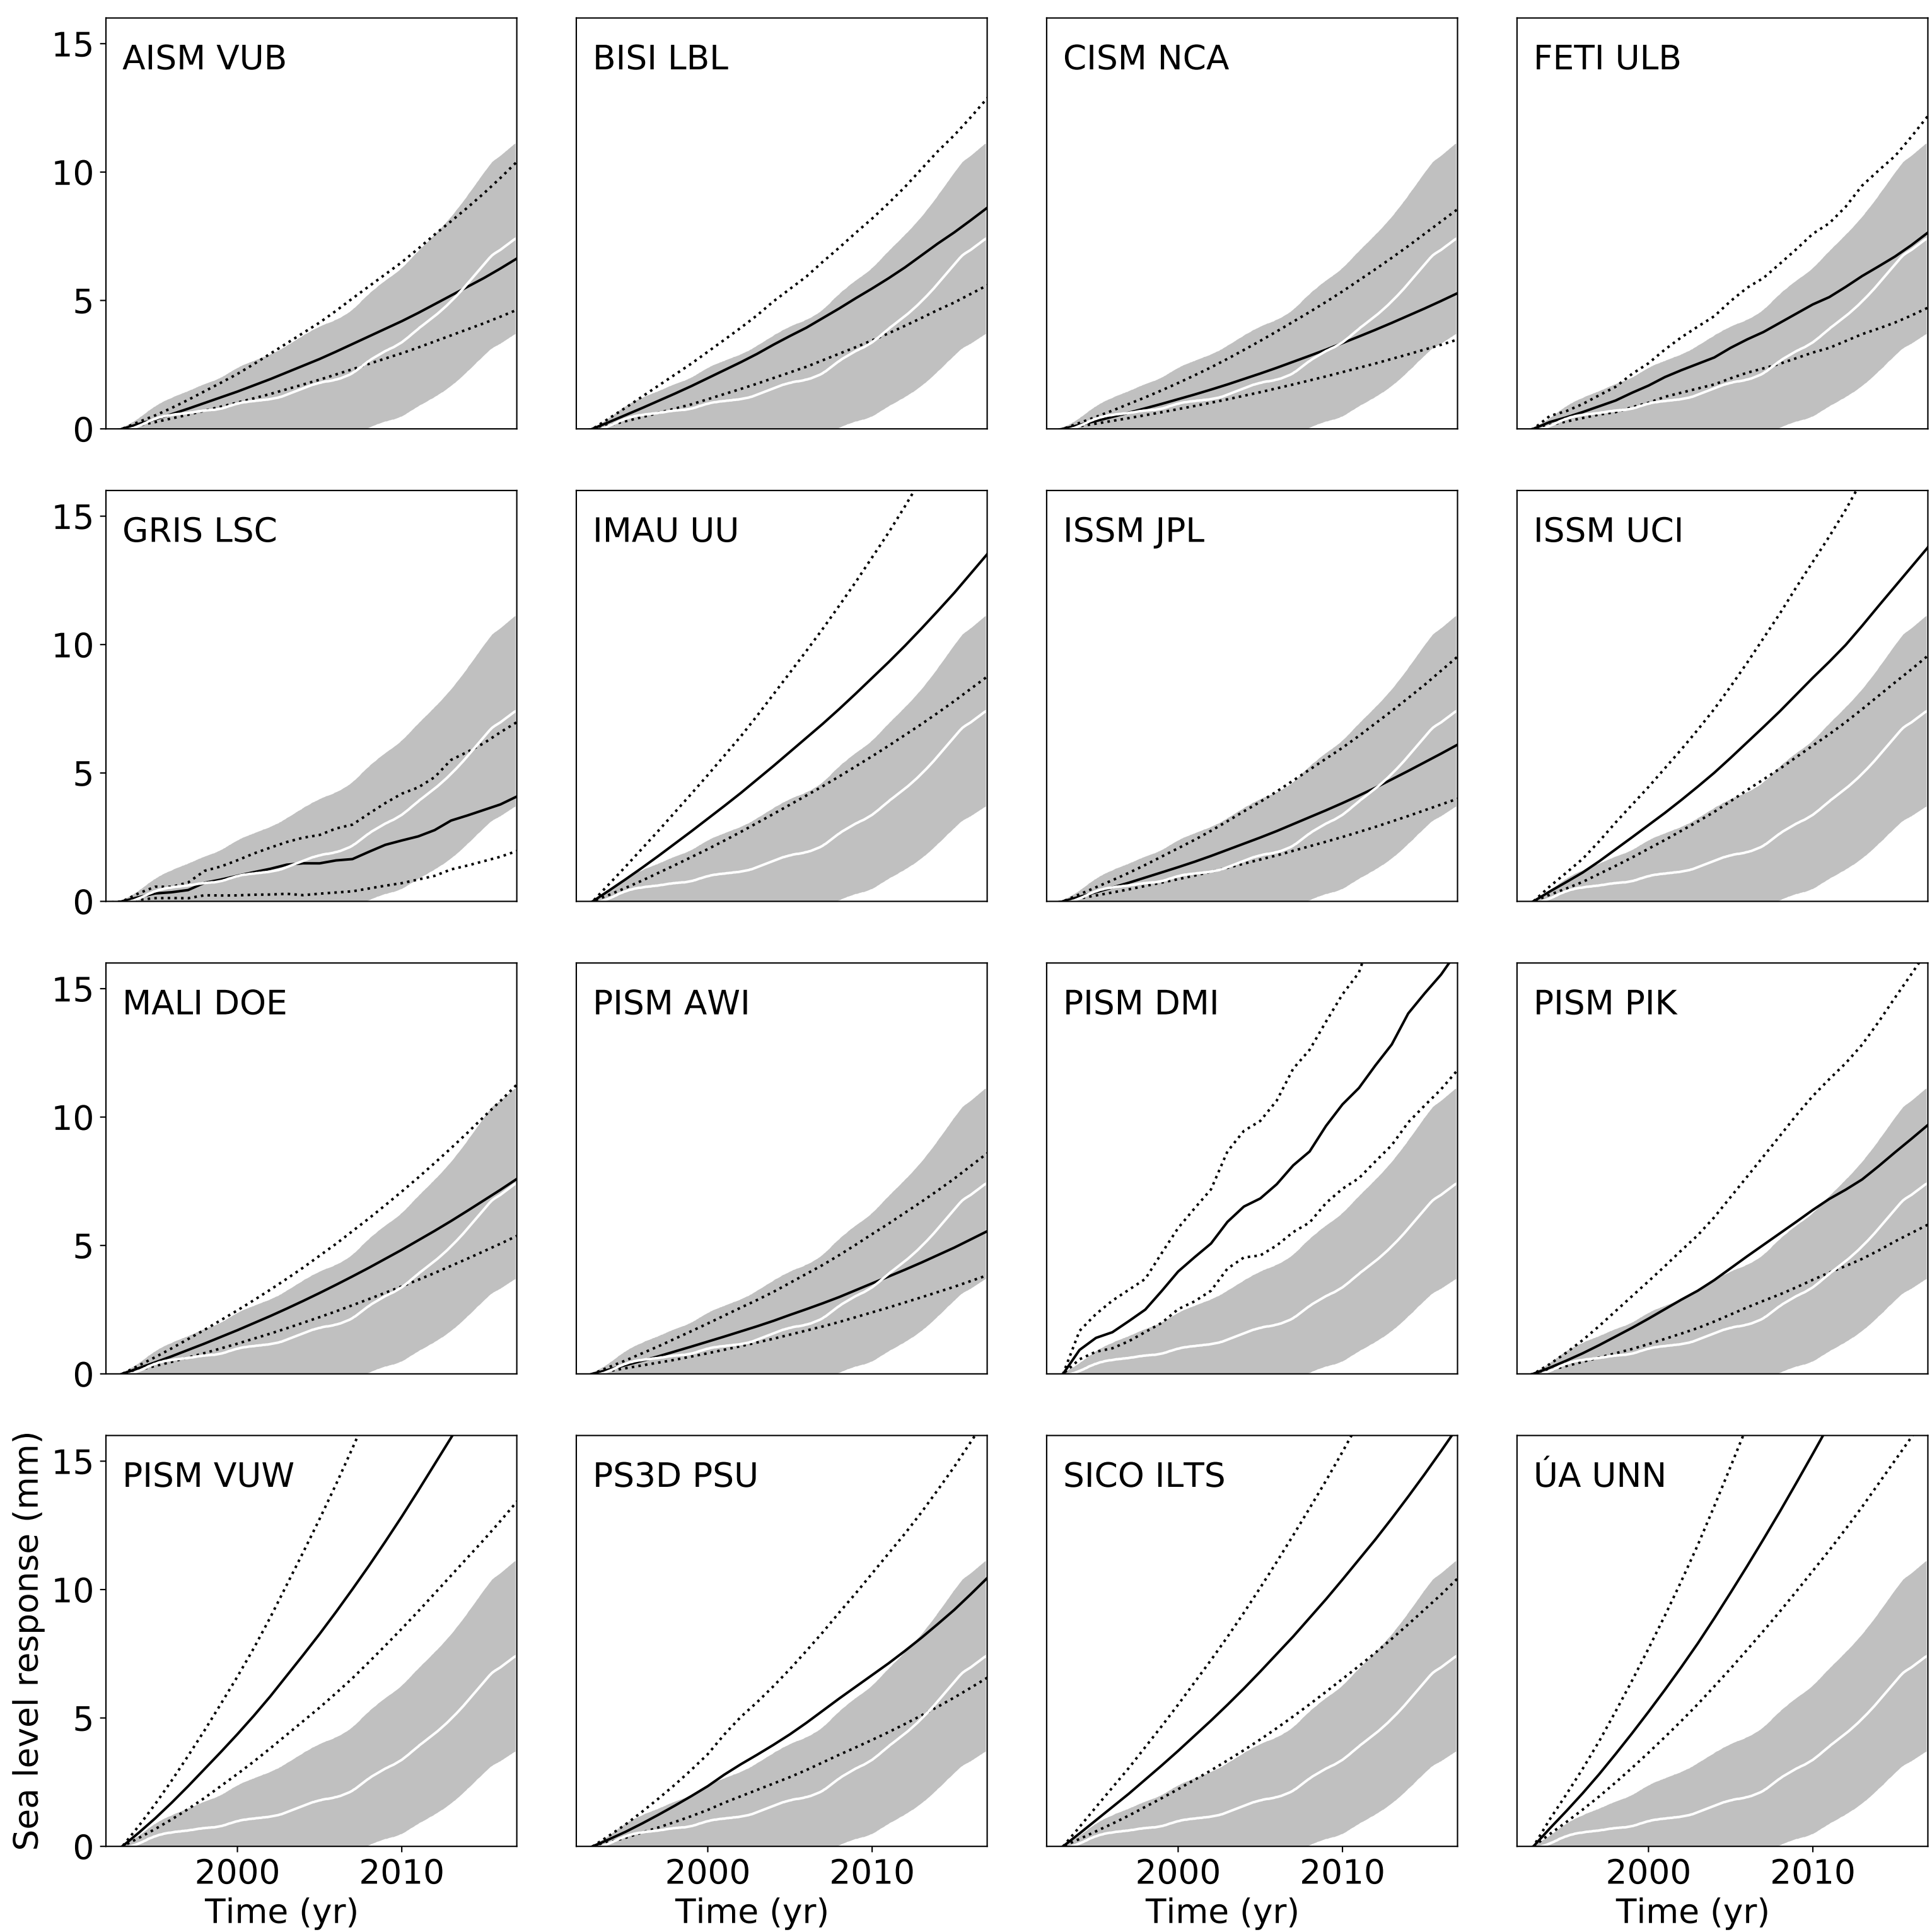 15
10
5
0
AISM VUB
BISI LBL
CISM NCA
FETI ULB
15
10
5
0
GRIS LSC
IMAU UU
ISSM JPL
ISSM UCI
15
10
5
0
MALI DOE
PISM AWI
PISM DMI
PISM PIK
Sea level response (mm)
15
10
5
0
PISM VUW
PS3D PSU
SICO ILTS
ÚA UNN
2000 2010
2000 2010
2000 2010
2000 2010
Time (yr)
Time (yr)
Time (yr)
Time (yr)